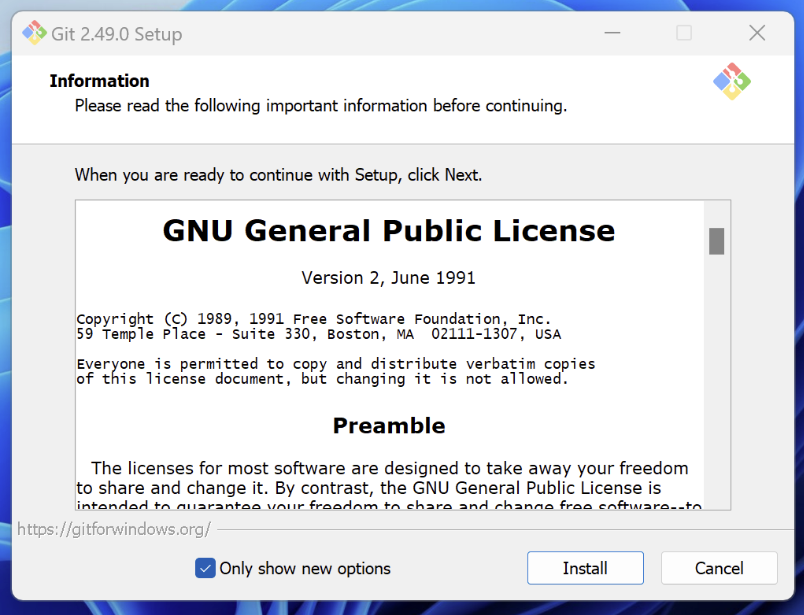 Git 2.49.0 Setup
Information
Please read the following important information before continuing.
When you are ready to continue with Setup, click Next.
GNU General Public License
Version 2, June 1991
Copyright (C) 1989, 1991 Free Software Foundation, Inc.
59 Temple Place - Suite 330, Boston, MA  02111-1307, USA
Everyone is permitted to copy and distribute verbatim copies
of this license document, but changing it is not allowed.
Preamble
The licenses for most software are designed to take away your freedom
to share and change it. By contrast, the GNU General Public License is
intended to guarantee your freedom to share and change free software--to
https://gitforwindows.org/
Only show new options
Install
Cancel